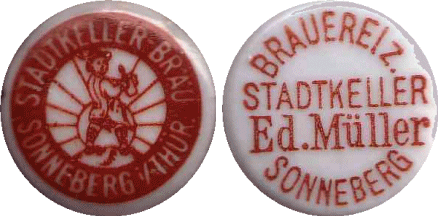 STADTKELLER-BRÄU
SONNEBERG i/THÜR.
BRAUEREI z.
STADTKELLER
Ed. Müller
SONNEBERG